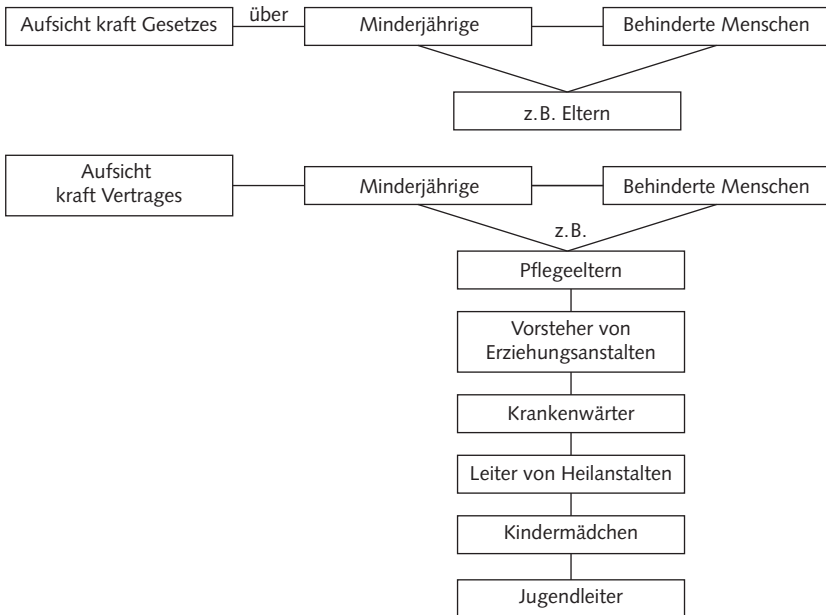 Aufsicht kraft Gesetzes
über
Minderjährige
Behinderte Menschen
z.B. Eltern
Aufsicht
kraft Vertrages
Minderjährige
Behinderte Menschen
z.B.
Pflegeeltern
Vorsteher von
Erziehungsanstalten
Krankenwärter
Leiter von Heilanstalten
Kindermädchen
Jugendleiter